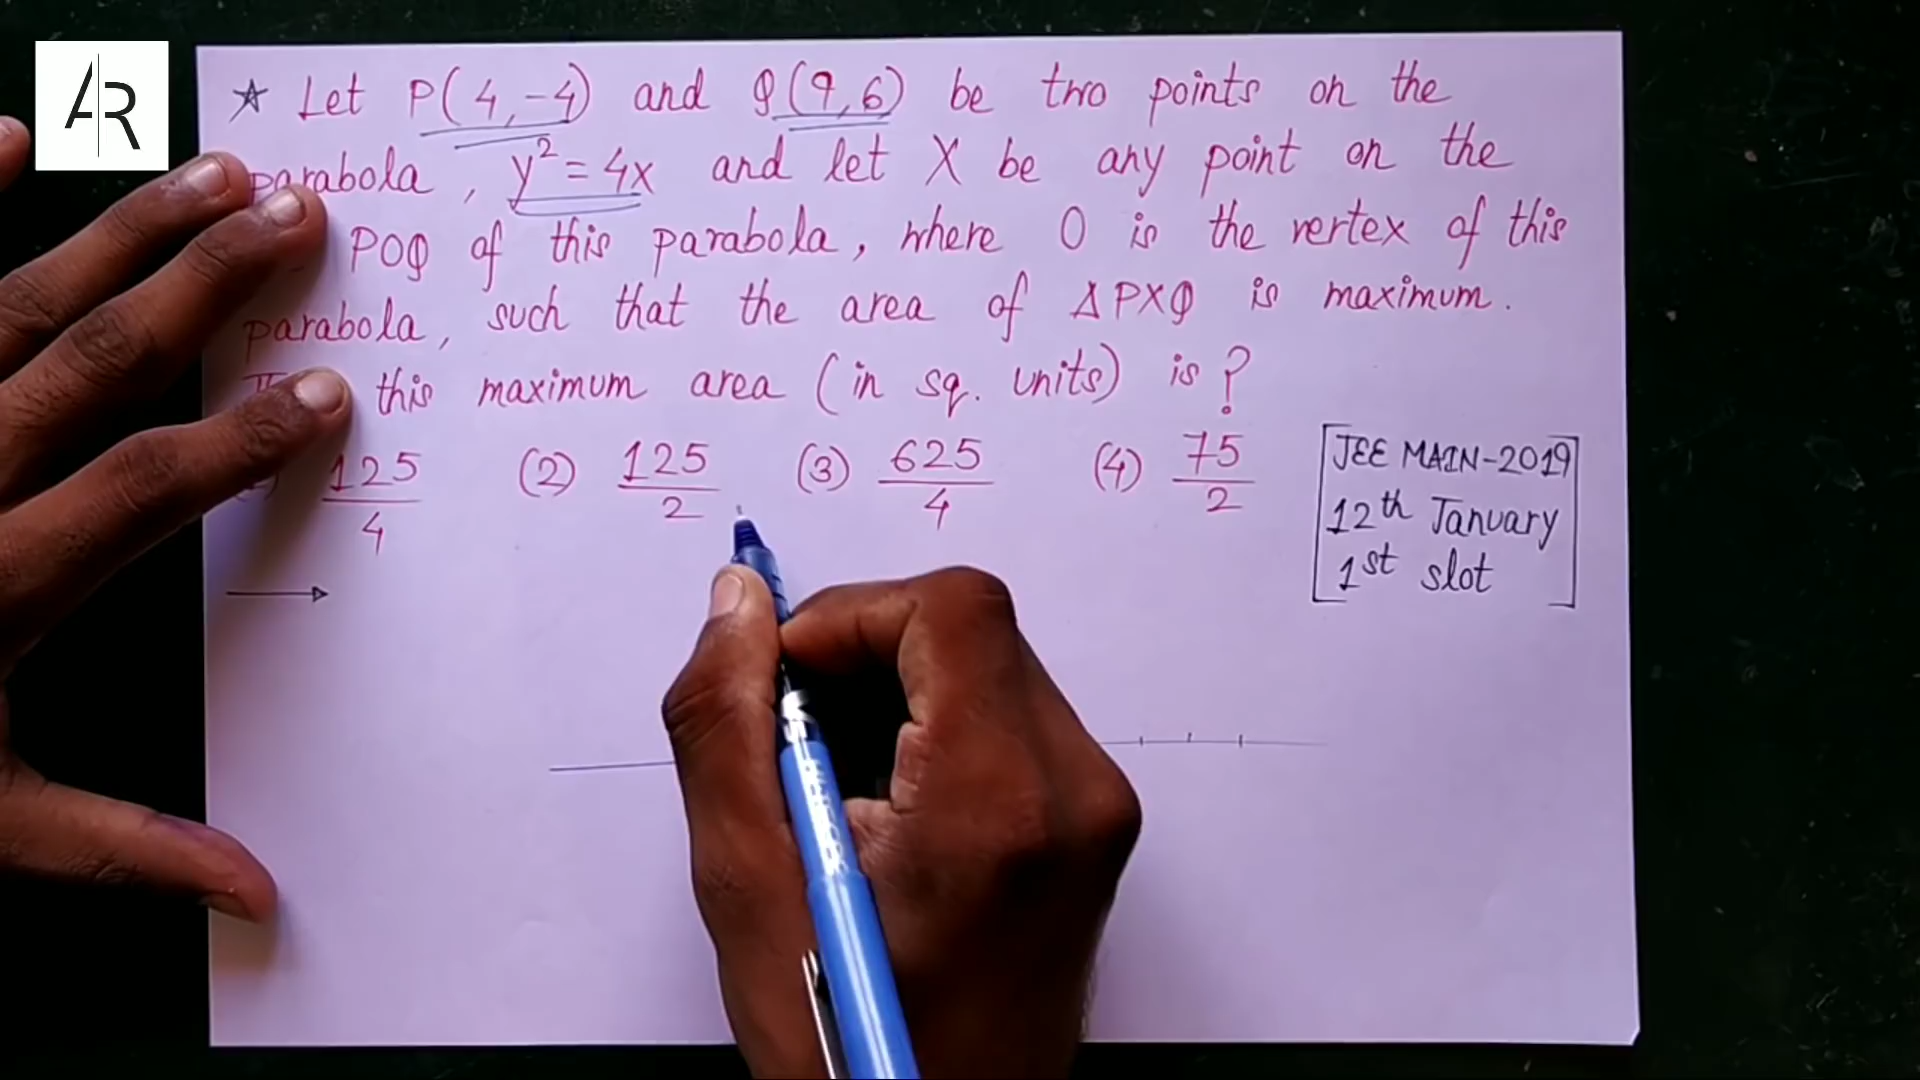 AR
☆ Let P(4,-4) and Q(9,6) be two points on the
parabola, y²=4x and let X be any point on the
POQ of this parabola, where O is the vertex of this
parabola, such that the area of ΔPXQ is maximum.
this maximum area (in sq. units) is?
125/4 (2) 125/2 (3) 625/4 (4) 75/2
[JEE MAIN-2019
12th January
1st slot]